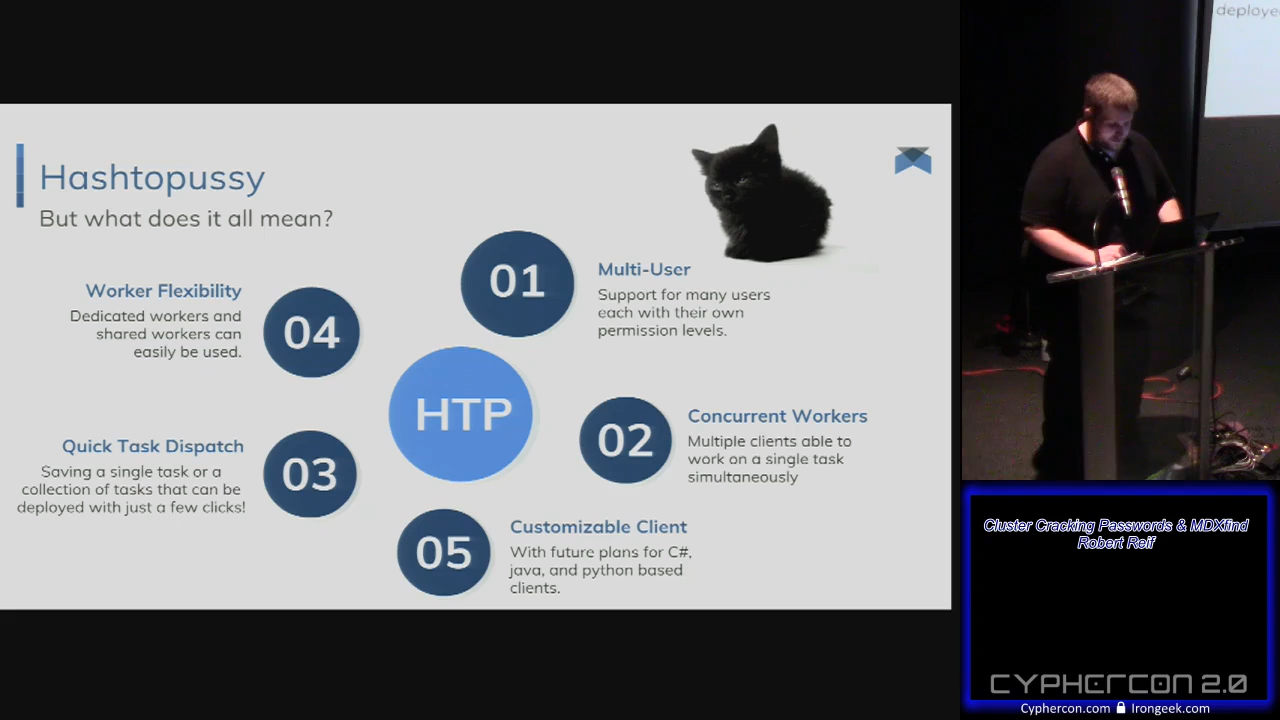 Hashtopussy
But what does it all mean?
01
Multi-User
Support for many users
each with their own
permission levels.
Worker Flexibility
Dedicated workers and
shared workers can
easily be used.
04
HTP
02
Concurrent Workers
Multiple clients able to
work on a single task
simultaneously
Quick Task Dispatch
Saving a single task or a
collection of tasks that can be
deployed with just a few clicks!
03
05
Customizable Client
With future plans for C#,
java, and python based
clients.
deploye
Cluster Cracking Passwords & MDXfind
Robert Reif
CYPHERCON 2.0
Cyphercon.com Irongeek.com